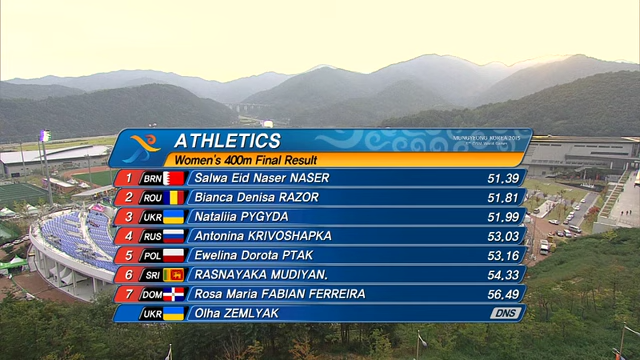 ATHLETICS
MUNGYEONG KOREA 2015
Women's 400m Final Result
1 BRN Salwa Eid Naser NASER 51.39
2 ROU Bianca Denisa RAZOR 51.81
3 UKR Nataliia PYGYDA 51.99
4 RUS Antonina KRIVOSHAPKA 53.03
5 POL Ewelina Dorota PTAK 53.16
6 SRI RASNAYAKA MUDIYAN. 54.33
7 DOM Rosa Maria FABIAN FERREIRA 56.49
UKR Olha ZEMLYAK DNS